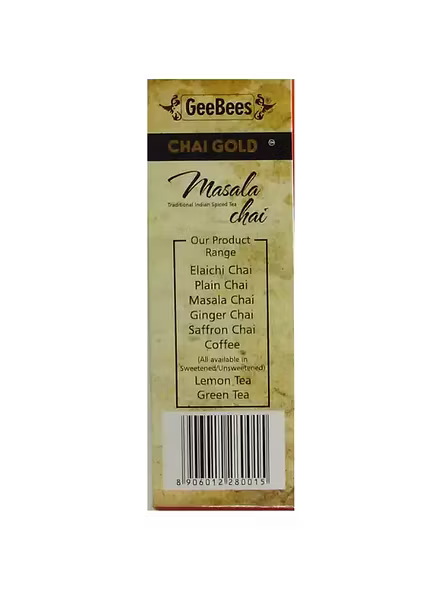 GeeBees
CHAI GOLD
Masala
Traditional Indian Spiced Tea
chai
Our Product
Range
Elaichi Chai
Plain Chai
Masala Chai
Ginger Chai
Saffron Chai
Coffee
(All available in
Sweetened/Unsweetened)
Lemon Tea
Green Tea
8 906012 280015